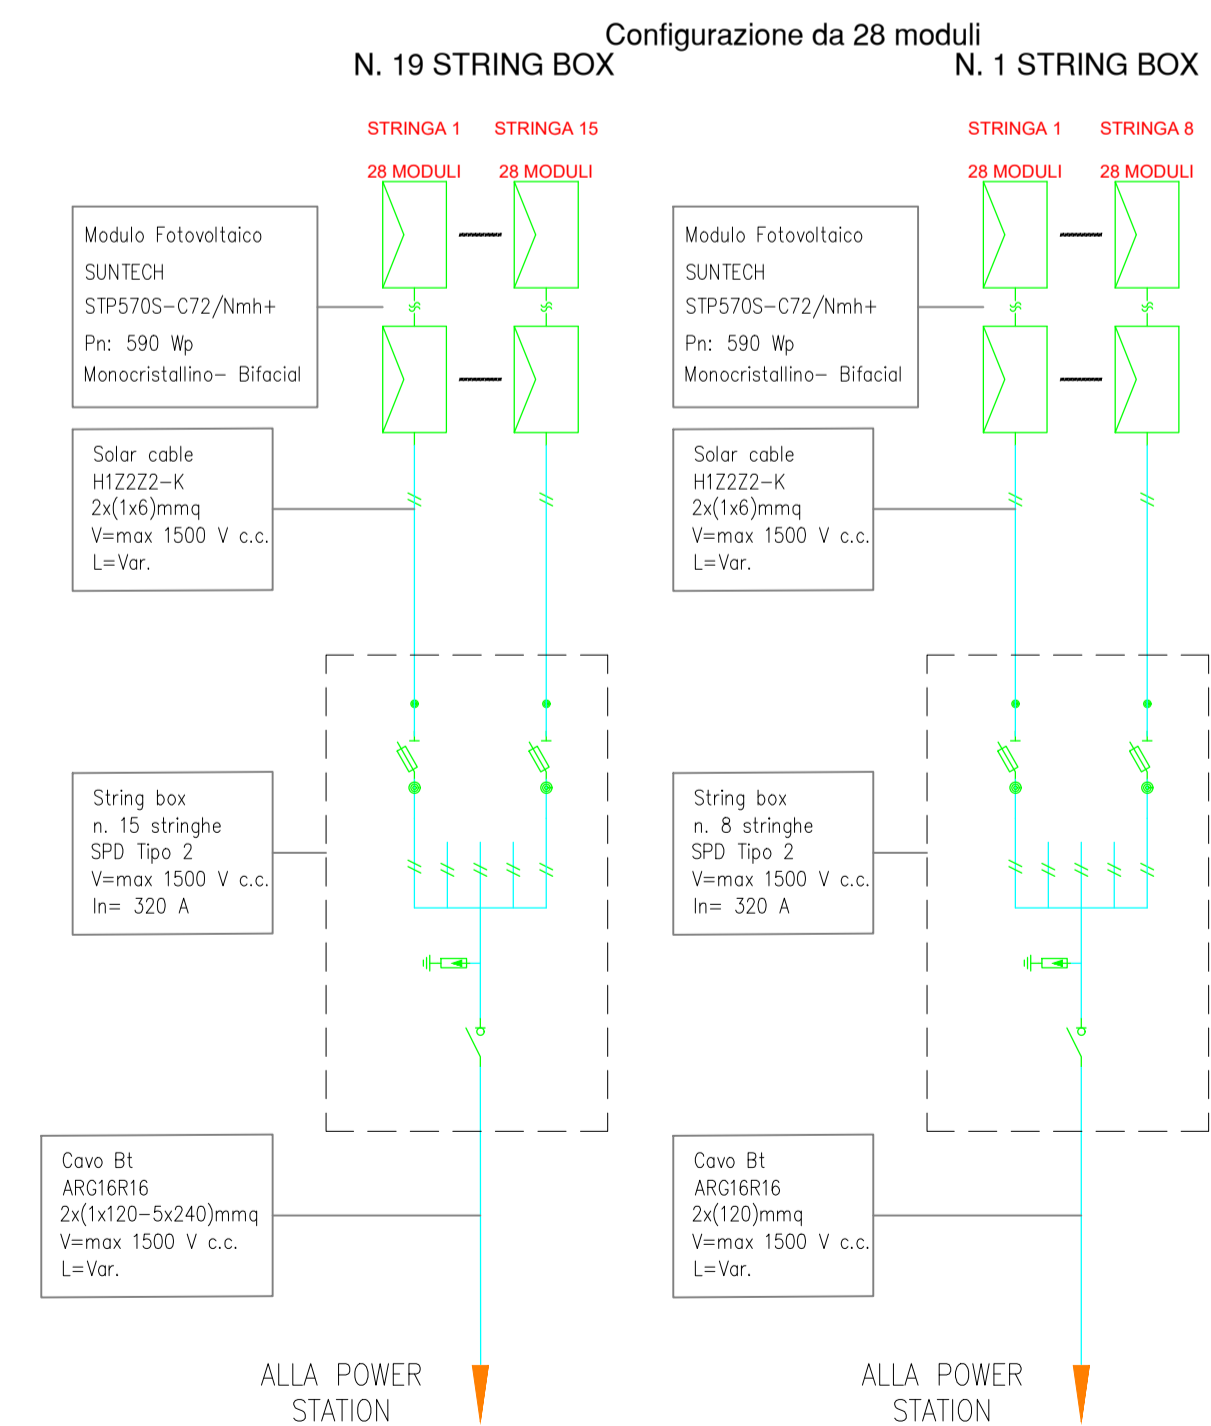 Configurazione da 28 moduli
N. 19 STRING BOX
STRINGA 1 STRINGA 15
28 MODULI 28 MODULI
Modulo Fotovoltaico
SUNTECH
STP570S-C72/Nmh+
Pn: 590 Wp
Monocristallino- Bifacial
Solar cable
H1Z2Z2-K
2x(1x6)mmq
V=max 1500 V c.c.
L=Var.
String box
n. 15 stringhe
SPD Tipo 2
V=max 1500 V c.c.
In= 320 A
Cavo Bt
ARG16R16
2x(1x120-5x240)mmq
V=max 1500 V c.c.
L=Var.
ALLA POWER
STATION
N. 1 STRING BOX
STRINGA 1 STRINGA 8
28 MODULI 28 MODULI
Modulo Fotovoltaico
SUNTECH
STP570S-C72/Nmh+
Pn: 590 Wp
Monocristallino- Bifacial
Solar cable
H1Z2Z2-K
2x(1x6)mmq
V=max 1500 V c.c.
L=Var.
String box
n. 8 stringhe
SPD Tipo 2
V=max 1500 V c.c.
In= 320 A
Cavo Bt
ARG16R16
2x(120)mmq
V=max 1500 V c.c.
L=Var.
ALLA POWER
STATION